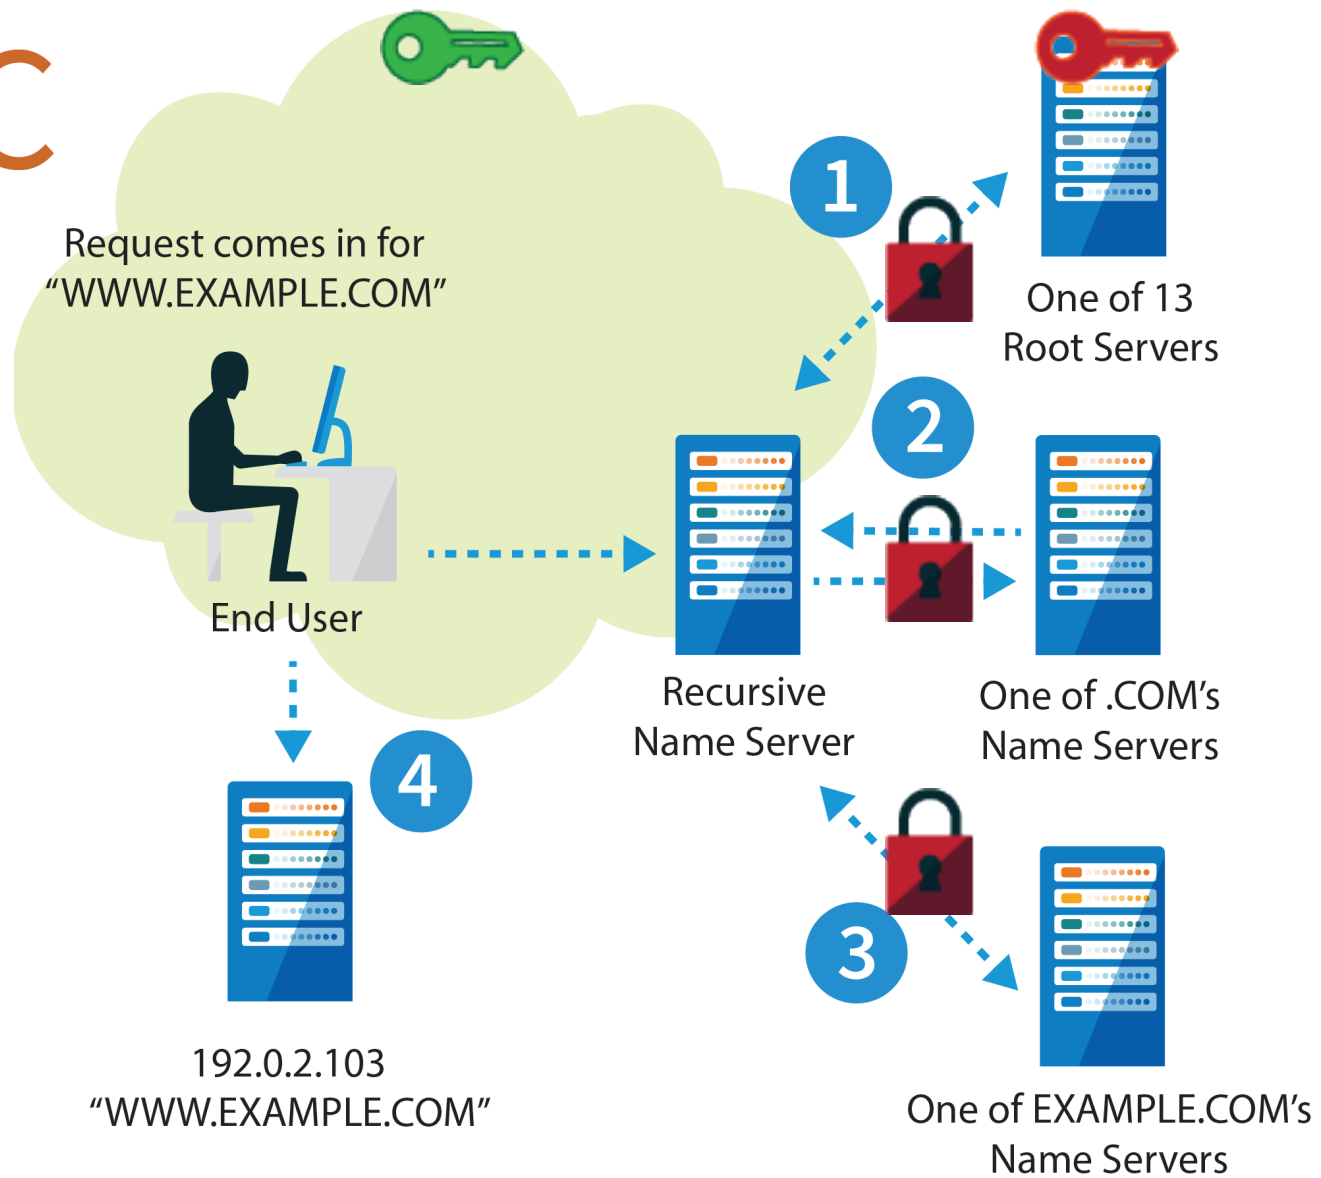 C
Request comes in for
“WWW.EXAMPLE.COM”
End User
1
One of 13
Root Servers
2
Recursive
Name Server
One of .COM’s
Name Servers
4
192.0.2.103
“WWW.EXAMPLE.COM”
3
One of EXAMPLE.COM’s
Name Servers